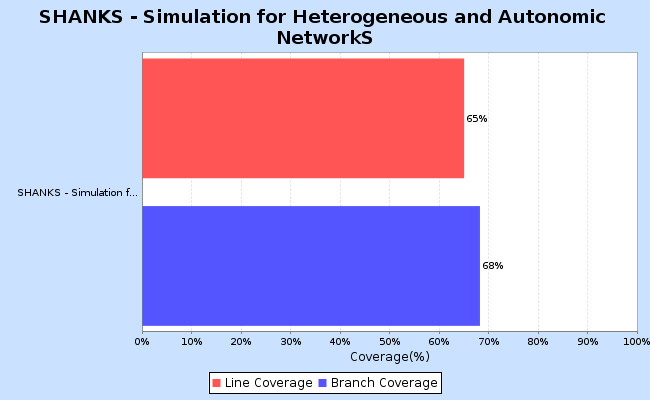 SHANKS - Simulation for Heterogeneous and Autonomic
NetworkS
65%
SHANKS - Simulation f...
68%
0% 10% 20% 30% 40% 50% 60% 70% 80% 90% 100%
Coverage(%)
Line Coverage Branch Coverage